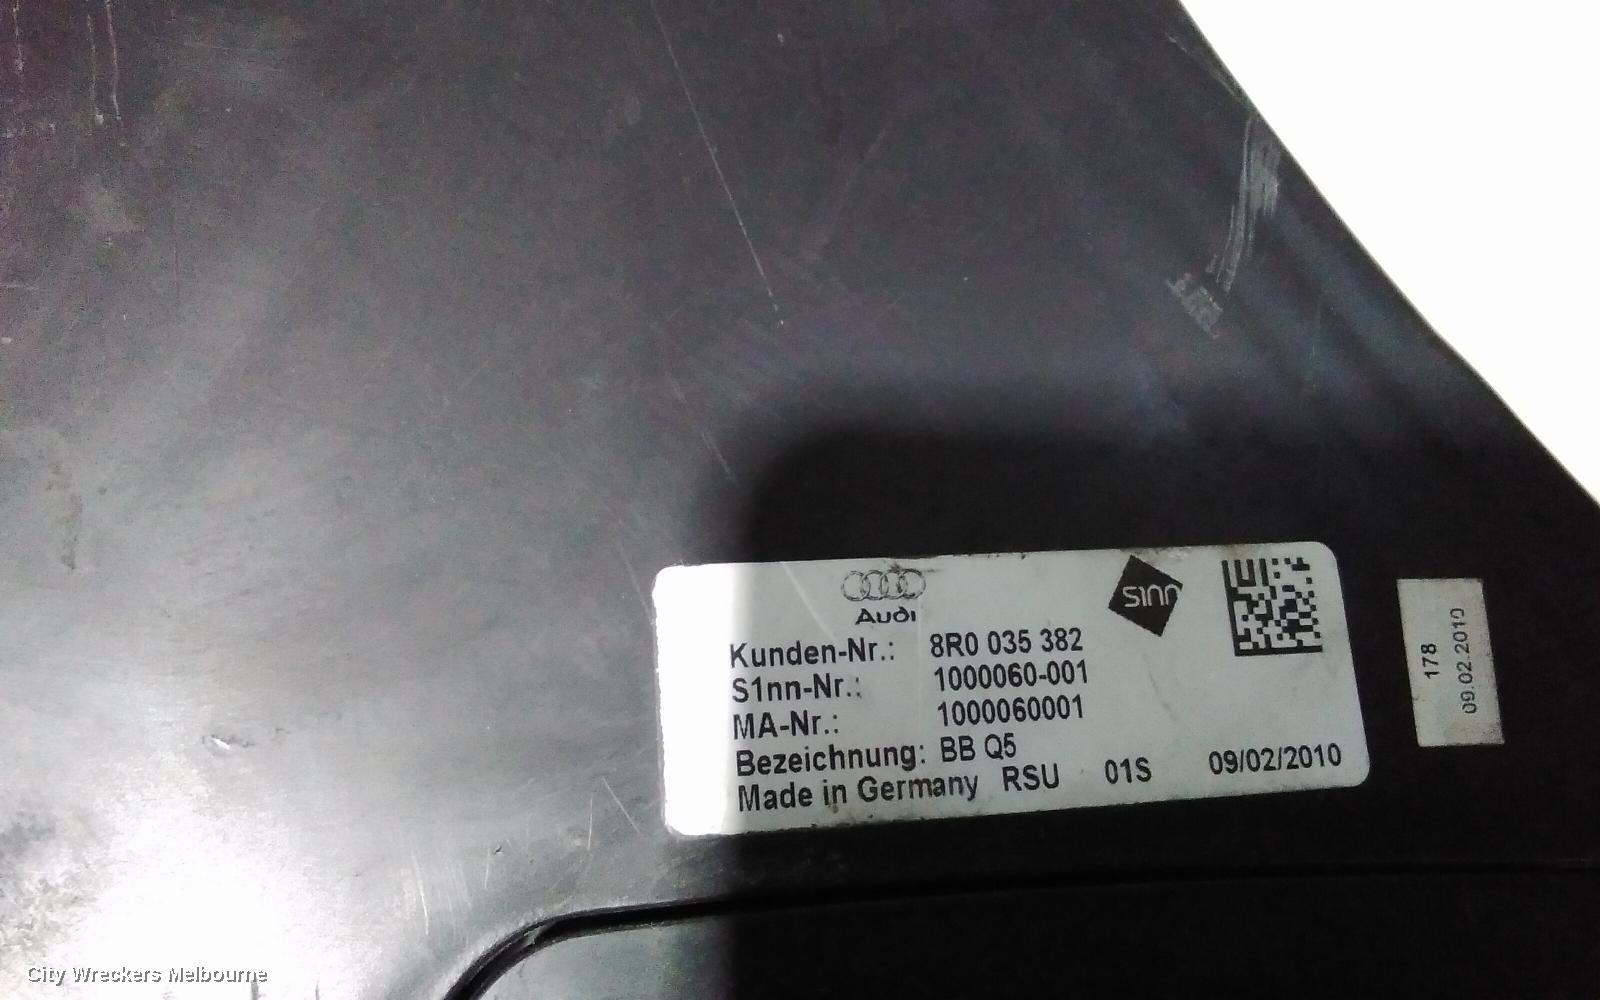 Audi
S1nn
Kunden-Nr.: 8R0 035 382
S1nn-Nr.: 1000060-001
MA-Nr.: 1000060001
Bezeichnung: BB Q5
Made in Germany RSU 01S 09/02/2010
178
09.02.2010
City Wreckers Melbourne